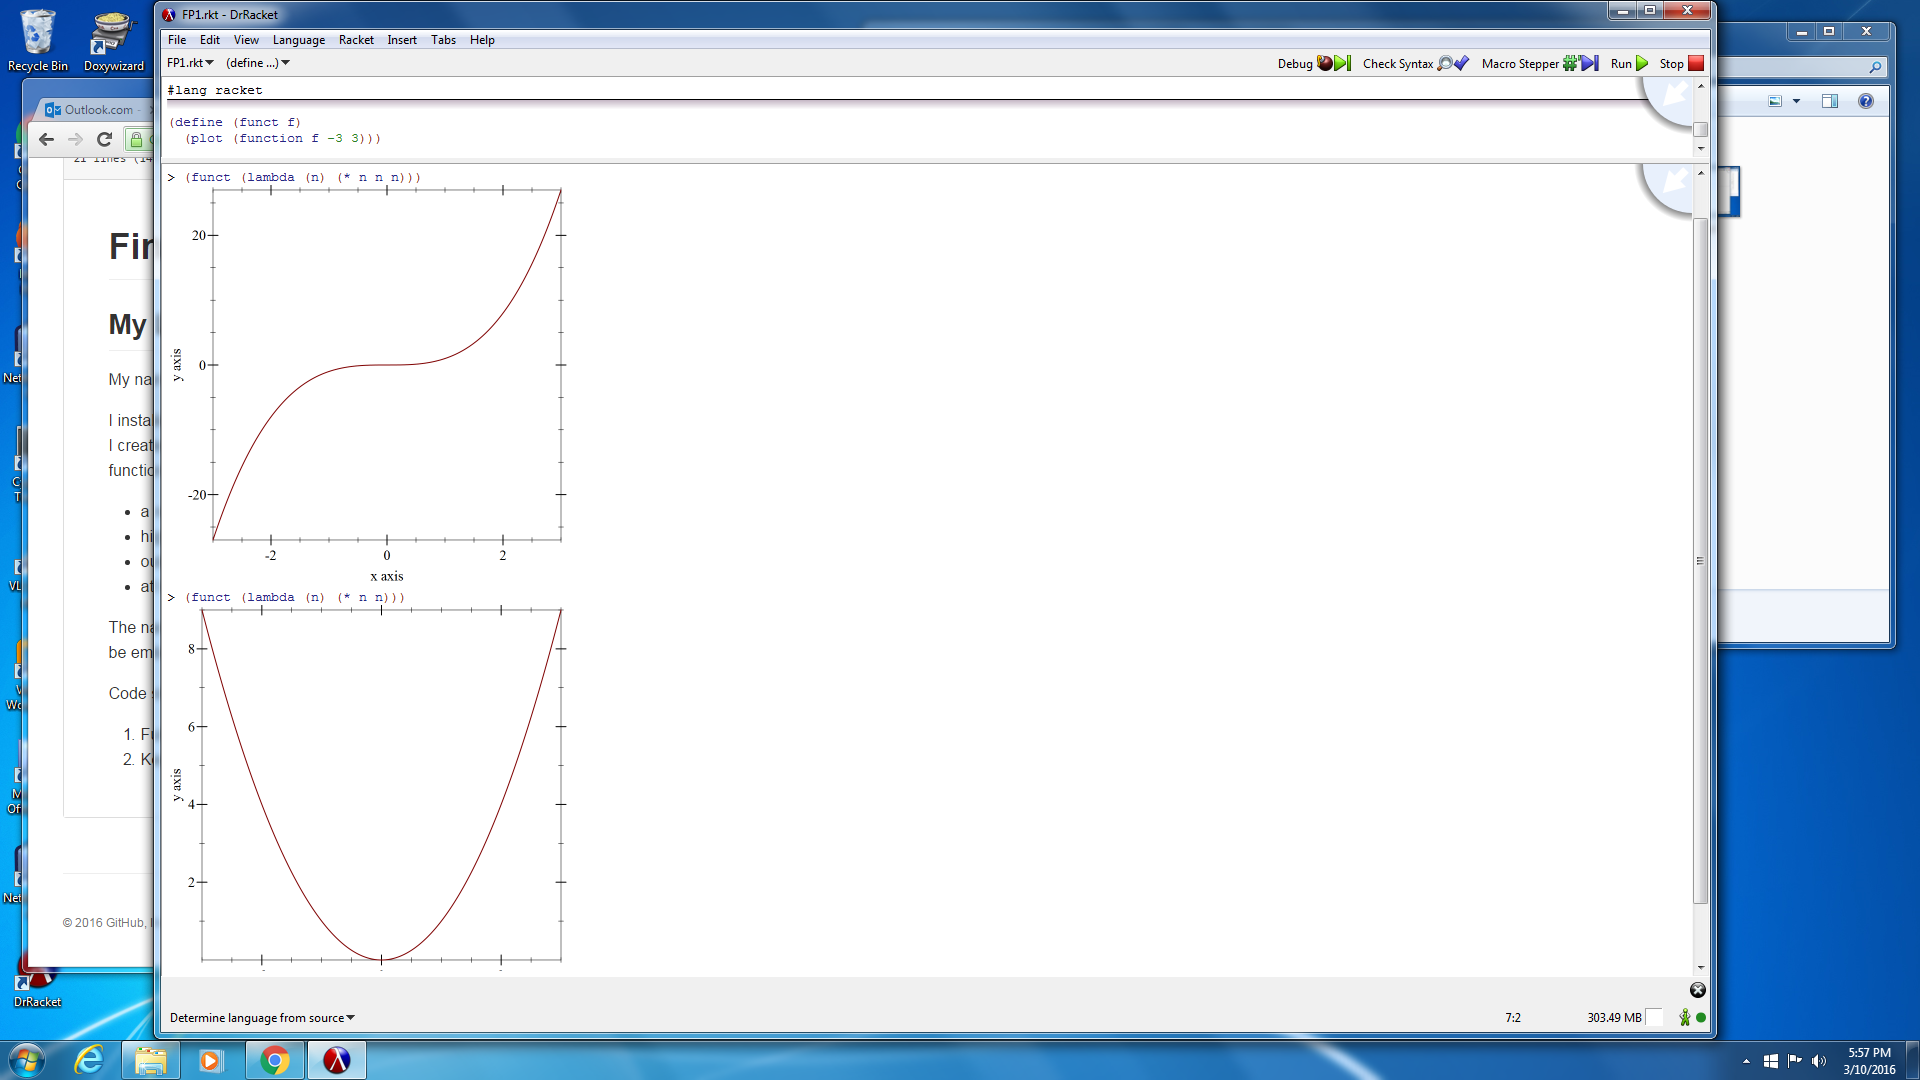 Recycle Bin
Doxywizard
FP1.rkt - DrRacket
File Edit View Language Racket Insert Tabs Help
FP1.rkt (define ...)
Debug Check Syntax Macro Stepper Run Stop
#lang racket
(define (funct f)
(plot (function f -3 3)))
> (funct (lambda (n) (* n n n)))
20
0
-20
y axis
-2 0 2
x axis
> (funct (lambda (n) (* n n)))
8
6
4
2
y axis
Determine language from source
7:2
303.49 MB
Outlook.com -
21 lines (14
Fir
My
My na
I insta
I creat
functio
• a
• hi
• ou
• at
The na
be em
Code
1. Fu
2. Ke
© 2016 GitHub,
Net
VL
Net
DrRacket
5:57 PM
3/10/2016